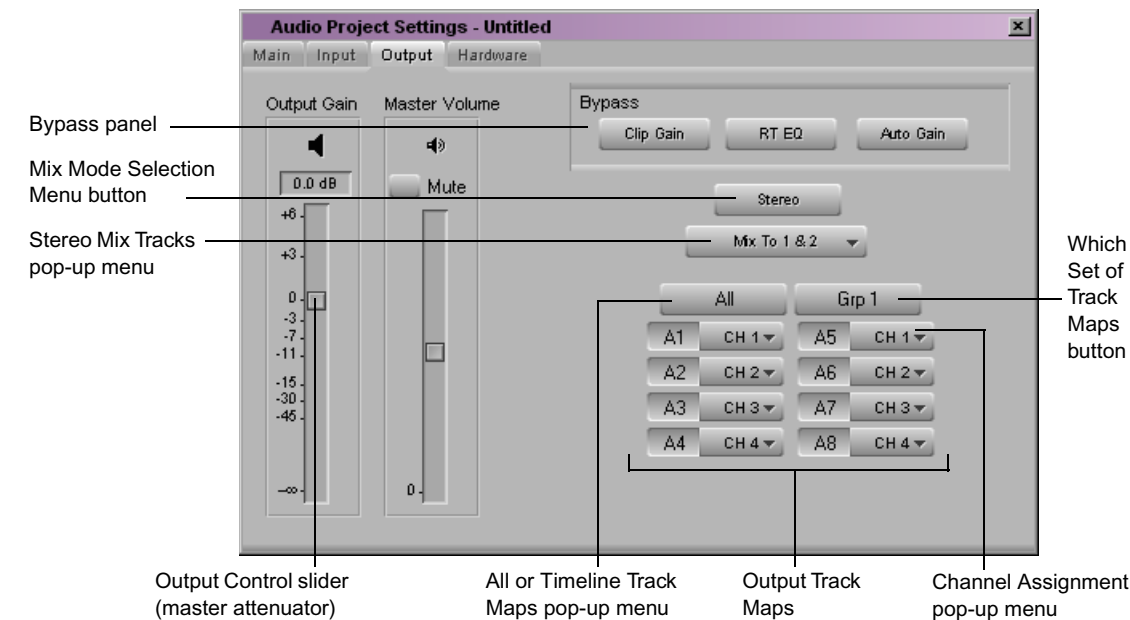 Audio Project Settings - Untitled
Main Input Output Hardware
Output Gain
Master Volume
Bypass
Clip Gain RT EQ Auto Gain
0.0 dB
Mute
+6
+3
0
-3
-7
-11
-15
-30
-45
-∞
0
Stereo
Mix To 1 & 2
All Grp 1
A1 CH 1 A5 CH 1
A2 CH 2 A6 CH 2
A3 CH 3 A7 CH 3
A4 CH 4 A8 CH 4
Bypass panel
Mix Mode Selection
Menu button
Stereo Mix Tracks
pop-up menu
Which
Set of
Track
Maps
button
Output Control slider
(master attenuator)
All or Timeline Track
Maps pop-up menu
Output Track
Maps
Channel Assignment
pop-up menu